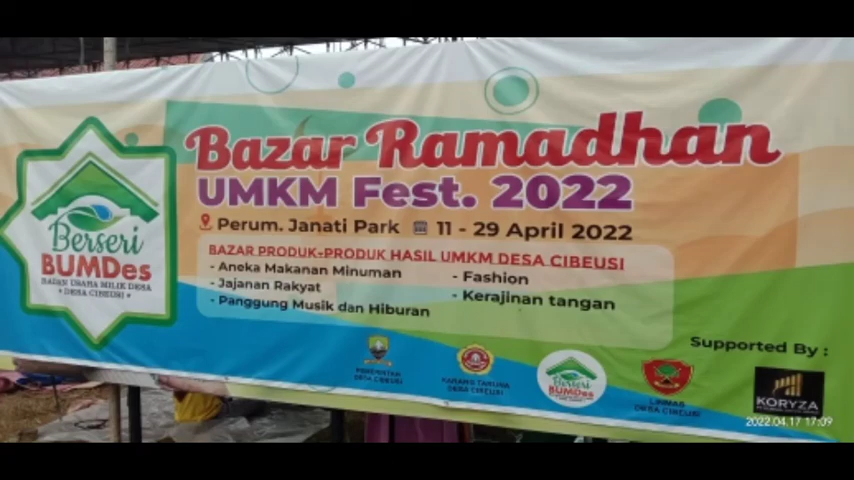 Bazar Ramadhan
UMKM Fest. 2022
Perum. Janati Park 11 - 29 April 2022
BAZAR PRODUK-PRODUK HASIL UMKM DESA CIBEUSI
- Aneka Makanan Minuman
- Jajanan Rakyat
- Panggung Musik dan Hiburan
- Fashion
- Kerajinan tangan
Berseri
BUMDes
BADAN USAHA MILIK DESA
• DESA CIBEUSI •
Supported By :
PEMERINTAH
DESA CIBEUSI
KARANG TARUNA
DESA CIBEUSI
Berseri
BUMDes
LINMAS
DESA CIBEUSI
KORYZA
2022.04.17 17:09